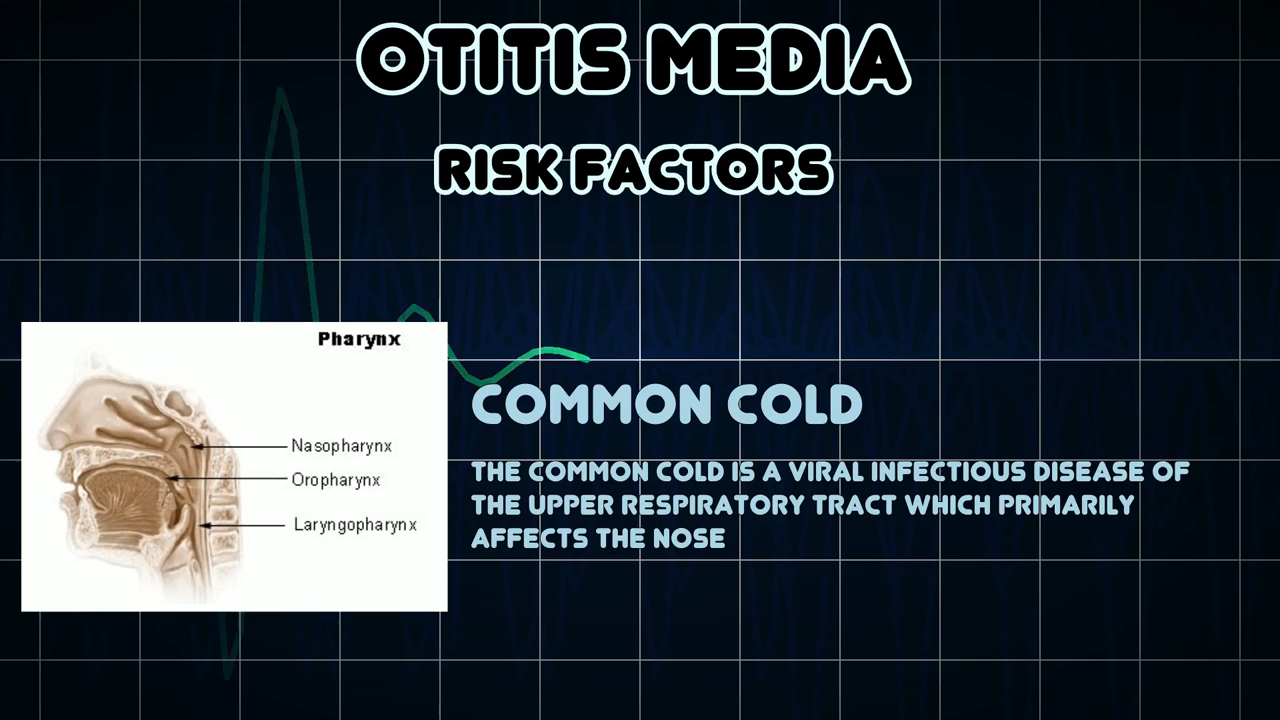 OTITIS MEDIA
RISK FACTORS
Pharynx
Nasopharynx
Oropharynx
Laryngopharynx
COMMON COLD
THE COMMON COLD IS A VIRAL INFECTIOUS DISEASE OF
THE UPPER RESPIRATORY TRACT WHICH PRIMARILY
AFFECTS THE NOSE